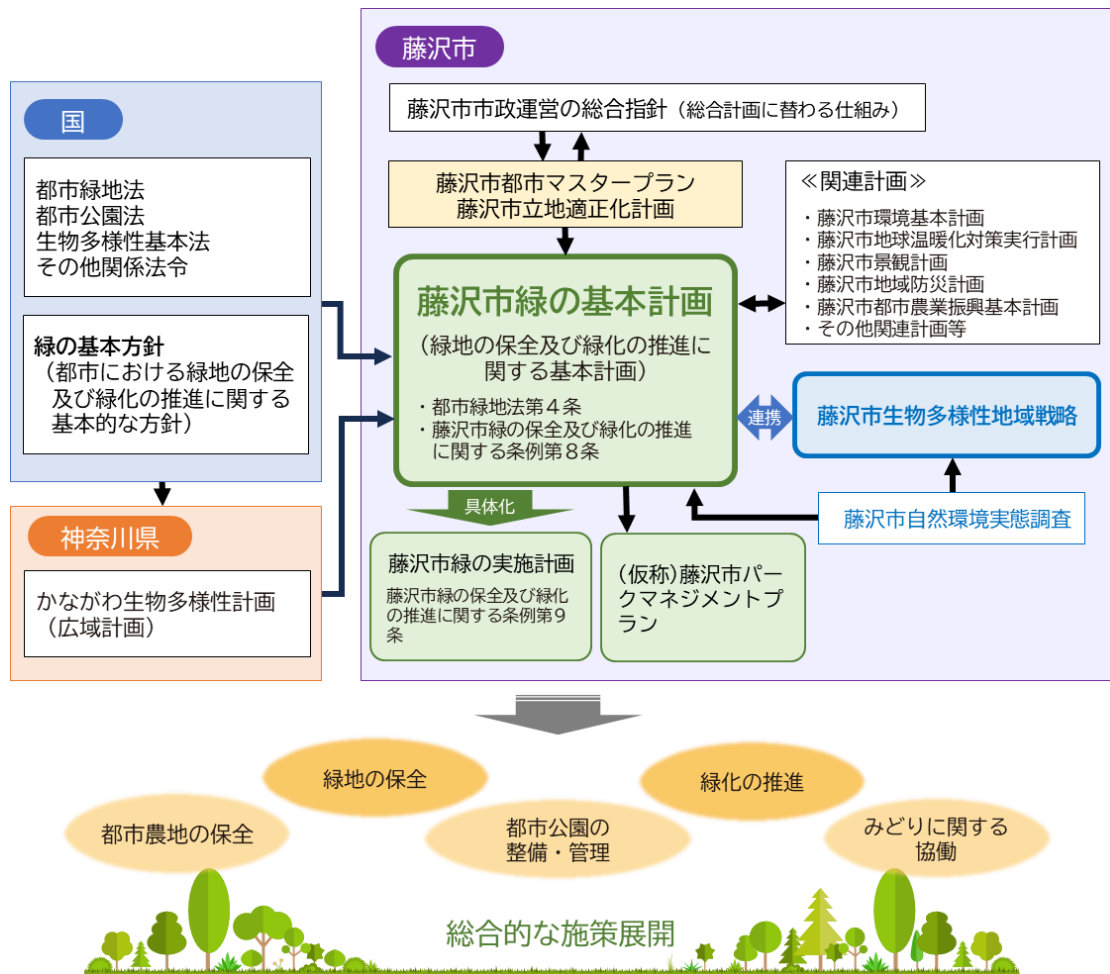 藤沢市
国
都市緑地法
都市公園法
生物多様性基本法
その他関係法令
緑の基本方針
（都市における緑地の保全
及び緑化の推進に関する
基本的な方針）
神奈川県
かながわ生物多様性計画
（広域計画）
藤沢市市政運営の総合指針（総合計画に替わる仕組み）
藤沢市都市マスタープラン
藤沢市立地適正化計画
≪関連計画≫
・藤沢市環境基本計画
・藤沢市地球温暖化対策実行計画
・藤沢市景観計画
・藤沢市地域防災計画
・藤沢市都市農業振興基本計画
・その他関連計画等
藤沢市緑の基本計画
（緑地の保全及び緑化の推進に
関する基本計画）
・都市緑地法第４条
・藤沢市緑の保全及び緑化の推進
に関する条例第８条
連携
藤沢市生物多様性地域戦略
藤沢市自然環境実態調査
具体化
藤沢市緑の実施計画
藤沢市緑の保全及び緑化
の推進に関する条例第９
条
（仮称）藤沢市パー
クマネジメントプ
ラン
緑地の保全
緑化の推進
都市農地の保全
都市公園の
整備・管理
みどりに関する
協働
総合的な施策展開